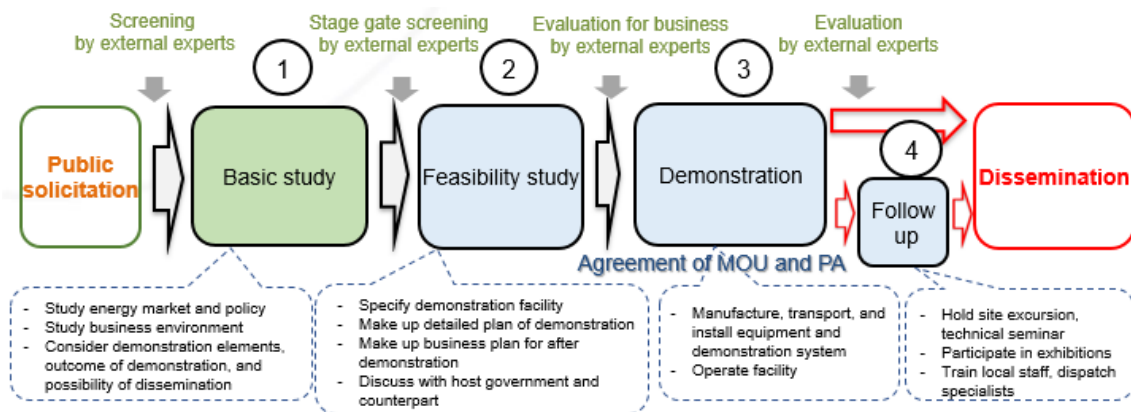 Screening
by external experts
Stage gate screening
by external experts
Evaluation for business
by external experts
Evaluation
by external experts
1
2
3
4
Public
solicitation
Basic study
Feasibility study
Demonstration
Follow
up
Dissemination
Agreement of MOU and PA
- Study energy market and policy
- Study business environment
- Consider demonstration elements,
outcome of demonstration, and
possibility of dissemination
- Specify demonstration facility
- Make up detailed plan of demonstration
- Make up business plan for after
demonstration
- Discuss with host government and
counterpart
- Manufacture, transport, and
install equipment and
demonstration system
- Operate facility
- Hold site excursion,
technical seminar
- Participate in exhibitions
- Train local staff, dispatch
specialists